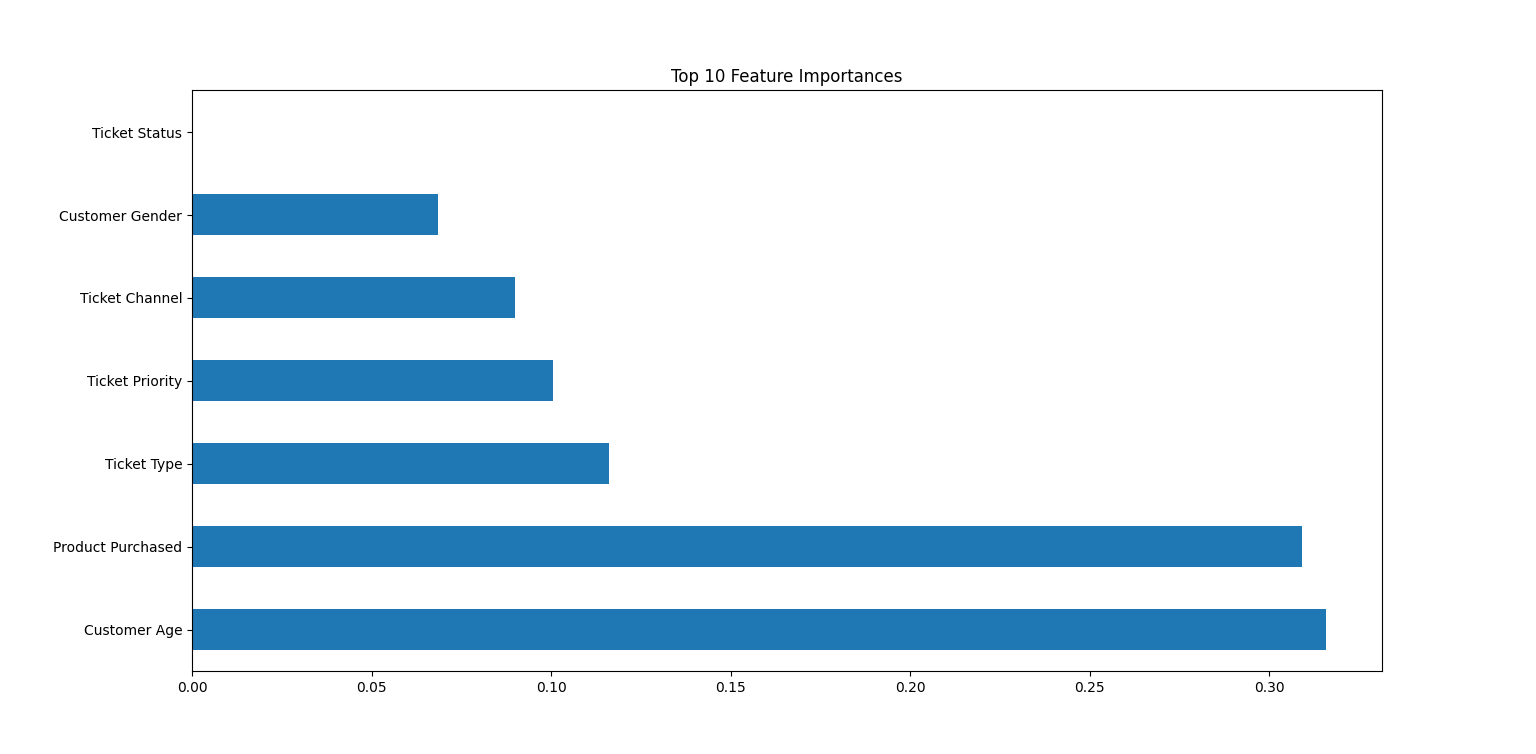 Top 10 Feature Importances
Ticket Status
Customer Gender
Ticket Channel
Ticket Priority
Ticket Type
Product Purchased
Customer Age
0.00 0.05 0.10 0.15 0.20 0.25 0.30